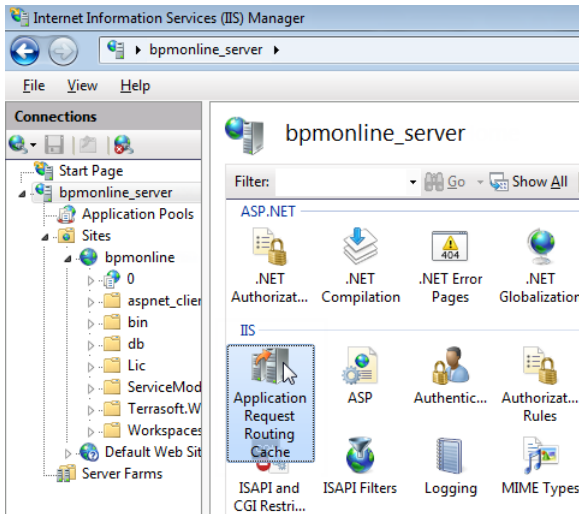 Internet Information Services (IIS) Manager
bpmonline_server
File View Help
Connections
Start Page
bpmonline_server
Application Pools
Sites
bpmonline
0
aspnet_clier
bin
db
Lic
ServiceMod
Terrasoft.W
Workspaces
Default Web Sit
Server Farms
bpmonline_server
Filter: Go Show All
ASP.NET
.NET Authorizat...
.NET Compilation
404
.NET Error Pages
.NET Globalization
IIS
Application Request Routing Cache
ASP
Authentic...
Authorizat... Rules
ISAPI and CGI Restri...
ISAPI Filters
Logging
MIME Types